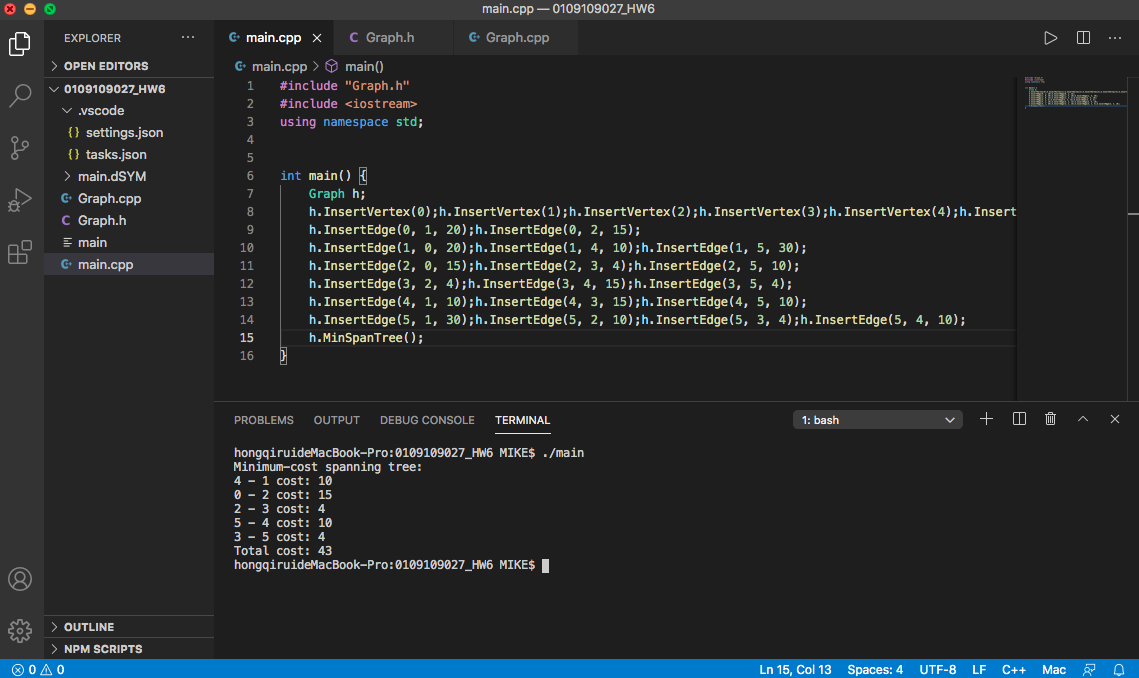 main.cpp — 0109109027_HW6
EXPLORER
OPEN EDITORS
0109109027_HW6
.vscode
{} settings.json
{} tasks.json
main.dSYM
Graph.cpp
C Graph.h
main
main.cpp
OUTLINE
NPM SCRIPTS
main.cpp
C Graph.h
Graph.cpp
main.cpp > main()
1 #include "Graph.h"
2 #include <iostream>
3 using namespace std;
4
5
6 int main() {
7 Graph h;
8 h.InsertVertex(0);h.InsertVertex(1);h.InsertVertex(2);h.InsertVertex(3);h.InsertVertex(4);h.Insert
9 h.InsertEdge(0, 1, 20);h.InsertEdge(0, 2, 15);
10 h.InsertEdge(1, 0, 20);h.InsertEdge(1, 4, 10);h.InsertEdge(1, 5, 30);
11 h.InsertEdge(2, 0, 15);h.InsertEdge(2, 3, 4);h.InsertEdge(2, 5, 10);
12 h.InsertEdge(3, 2, 4);h.InsertEdge(3, 4, 15);h.InsertEdge(3, 5, 4);
13 h.InsertEdge(4, 1, 10);h.InsertEdge(4, 3, 15);h.InsertEdge(4, 5, 10);
14 h.InsertEdge(5, 1, 30);h.InsertEdge(5, 2, 10);h.InsertEdge(5, 3, 4);h.InsertEdge(5, 4, 10);
15 h.MinSpanTree();
16 }
PROBLEMS OUTPUT DEBUG CONSOLE TERMINAL 1: bash
hongqiruideMacBook-Pro:0109109027_HW6 MIKE$ ./main
Minimum-cost spanning tree:
4 - 1 cost: 10
0 - 2 cost: 15
2 - 3 cost: 4
5 - 4 cost: 10
3 - 5 cost: 4
Total cost: 43
hongqiruideMacBook-Pro:0109109027_HW6 MIKE$
0 0 Ln 15, Col 13 Spaces: 4 UTF-8 LF C++ Mac